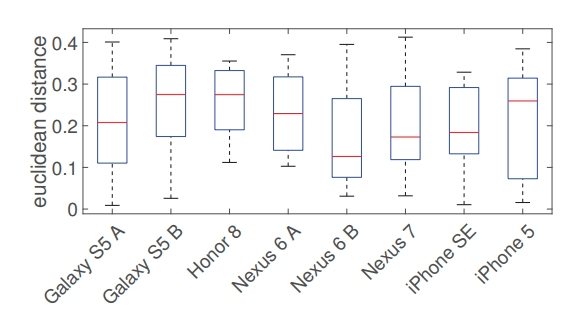 euclidean distance
0.4
0.3
0.2
0.1
0
Galaxy S5 A
Galaxy S5 B
Honor 8
Nexus 6 A
Nexus 6 B
Nexus 7
iPhone SE
iPhone 5